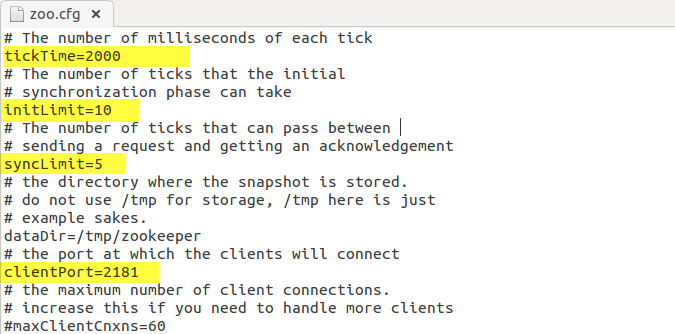 zoo.cfg
# The number of milliseconds of each tick
tickTime=2000
# The number of ticks that the initial
# synchronization phase can take
initLimit=10
# The number of ticks that can pass between
# sending a request and getting an acknowledgement
syncLimit=5
# the directory where the snapshot is stored.
# do not use /tmp for storage, /tmp here is just
# example sakes.
dataDir=/tmp/zookeeper
# the port at which the clients will connect
clientPort=2181
# the maximum number of client connections.
# increase this if you need to handle more clients
#maxClientCnxns=60